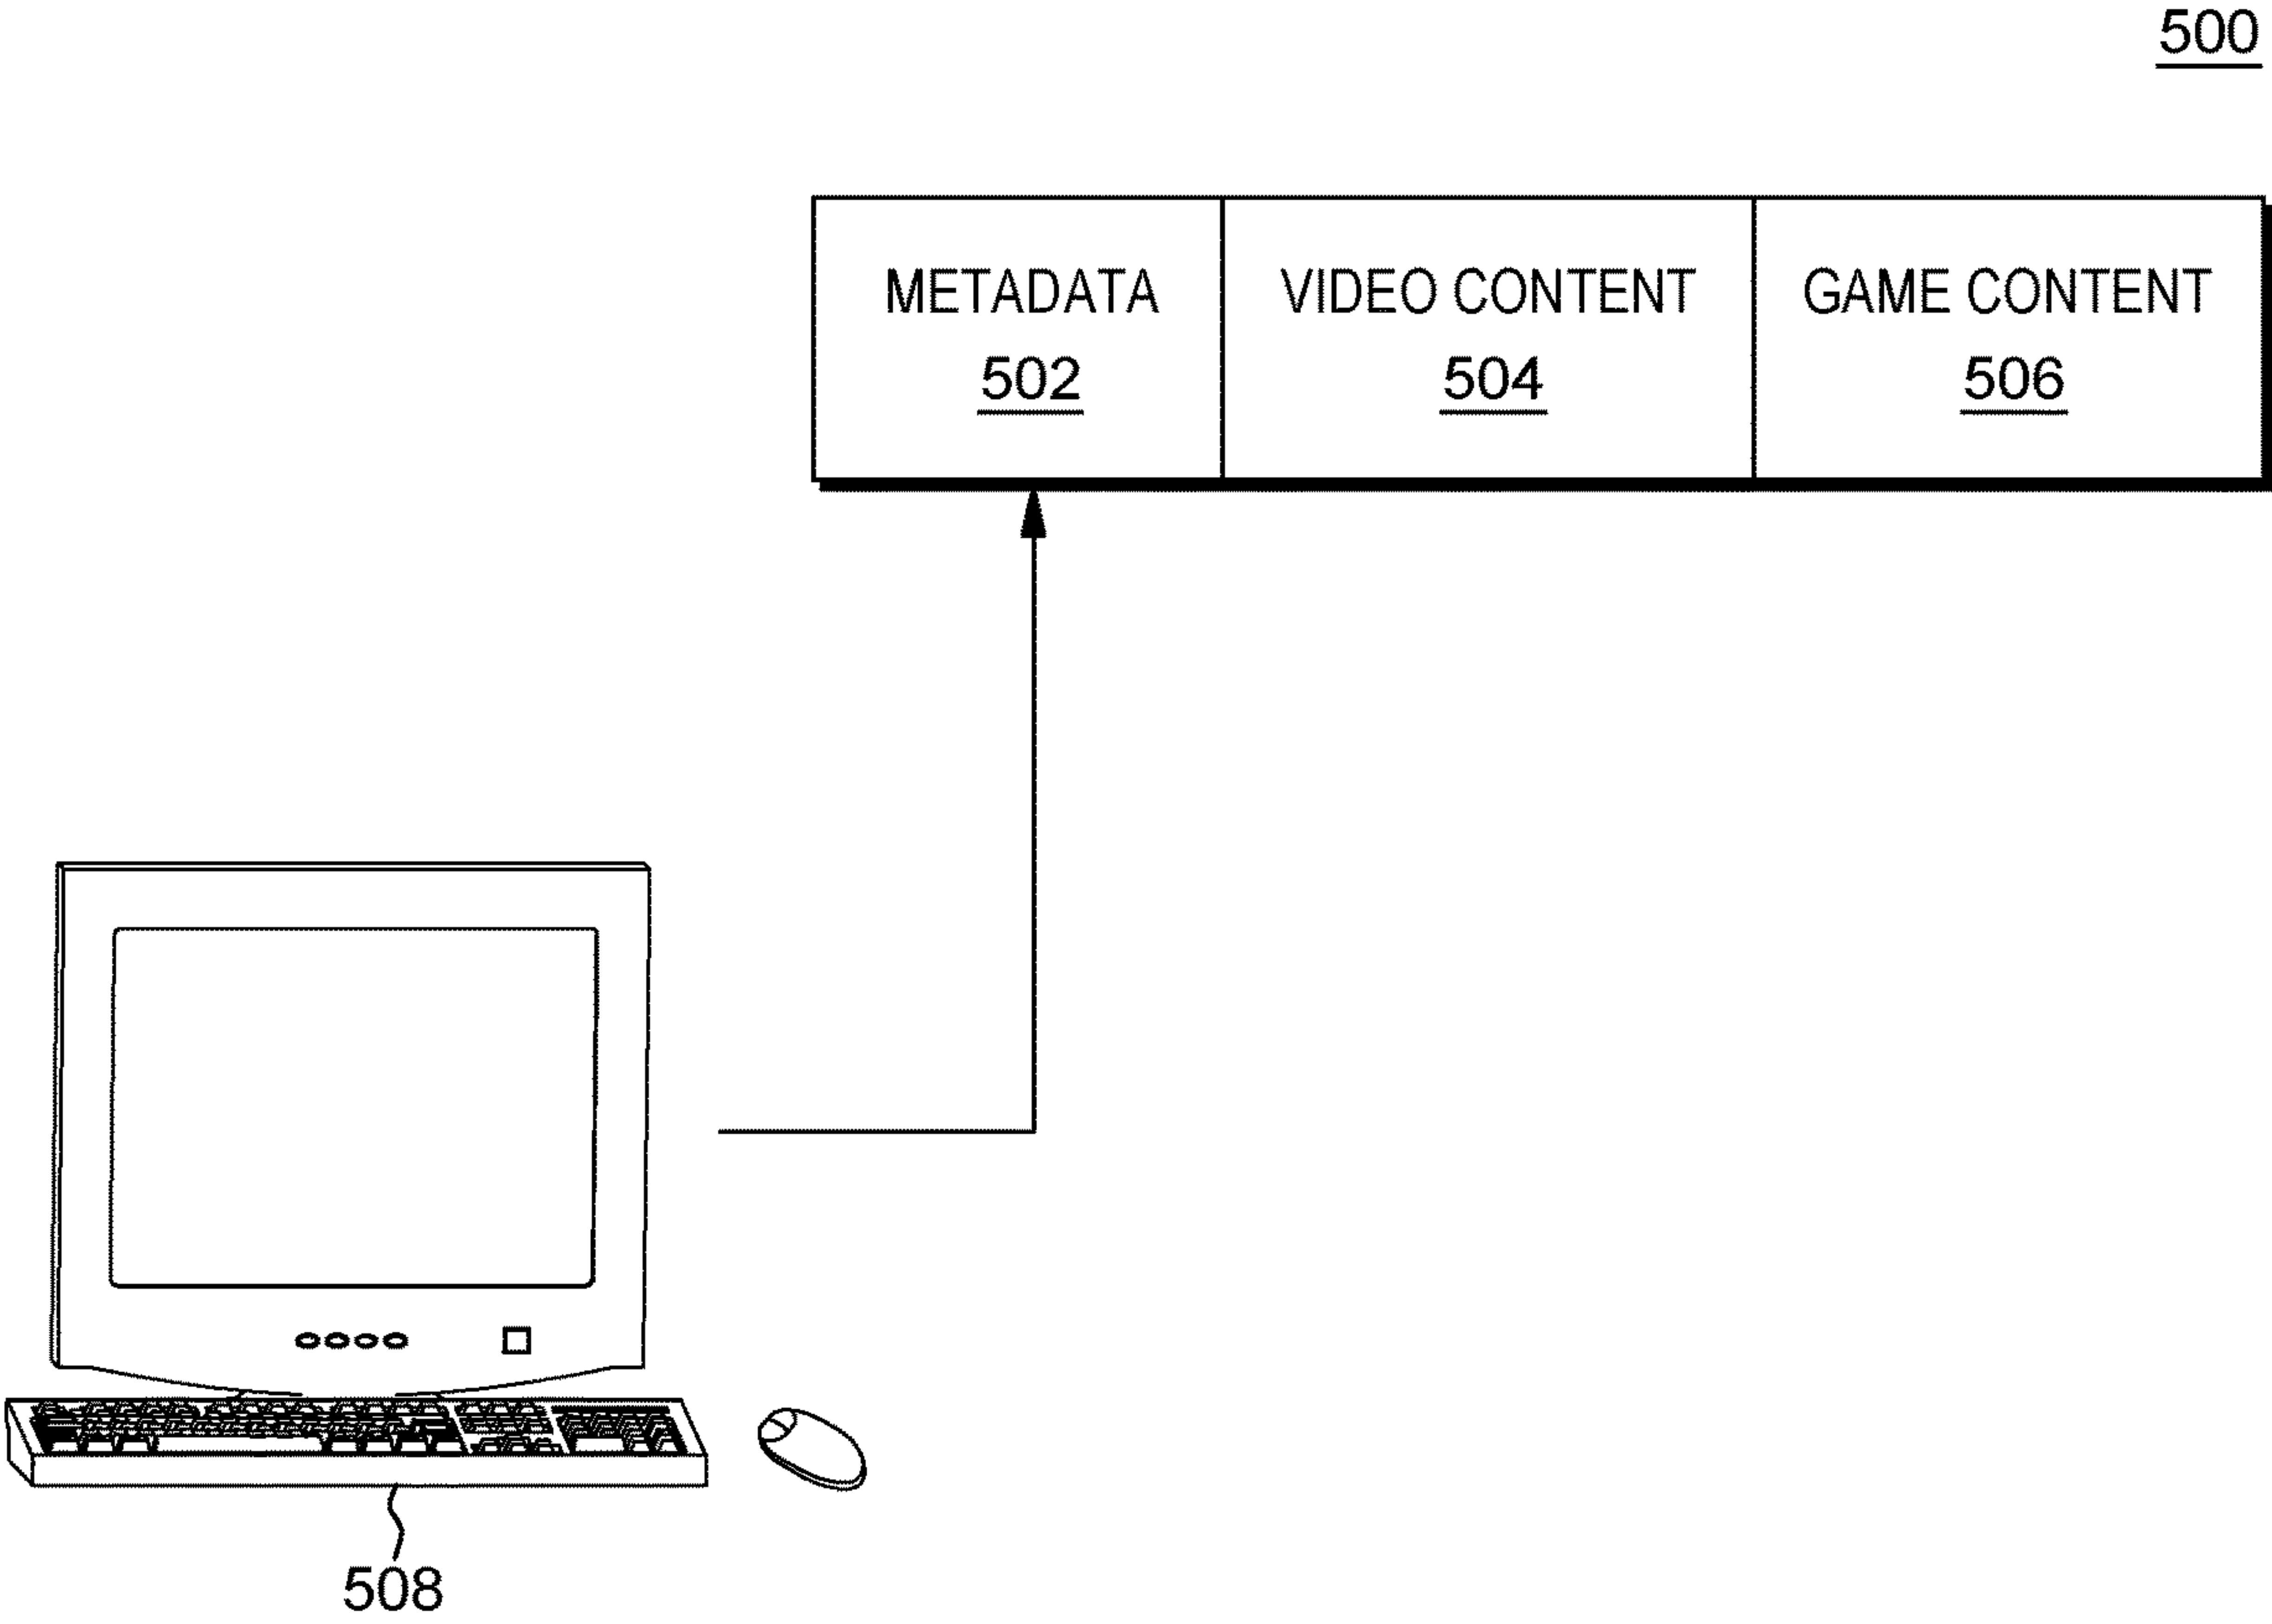 500
METADATA
502
VIDEO CONTENT
504
GAME CONTENT
506
508